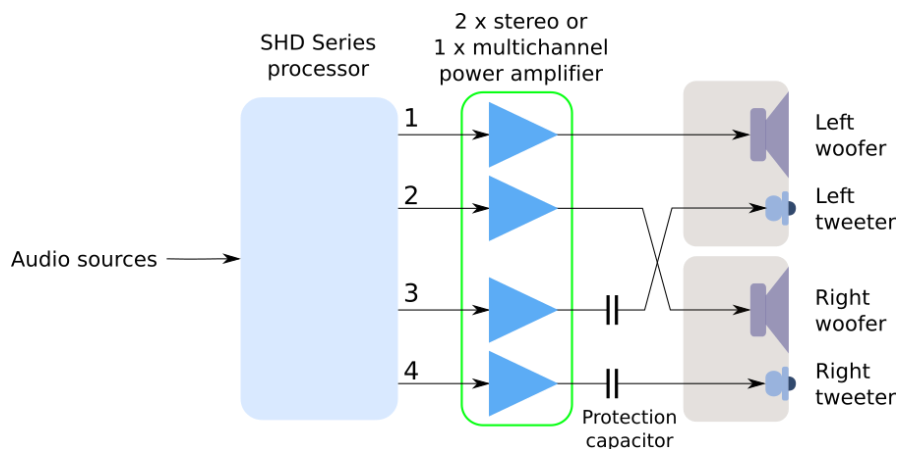 SHD Series
processor
2 x stereo or
1 x multichannel
power amplifier
1
2
3
4
Audio sources
Left
woofer
Left
tweeter
Right
woofer
Right
tweeter
Protection
capacitor